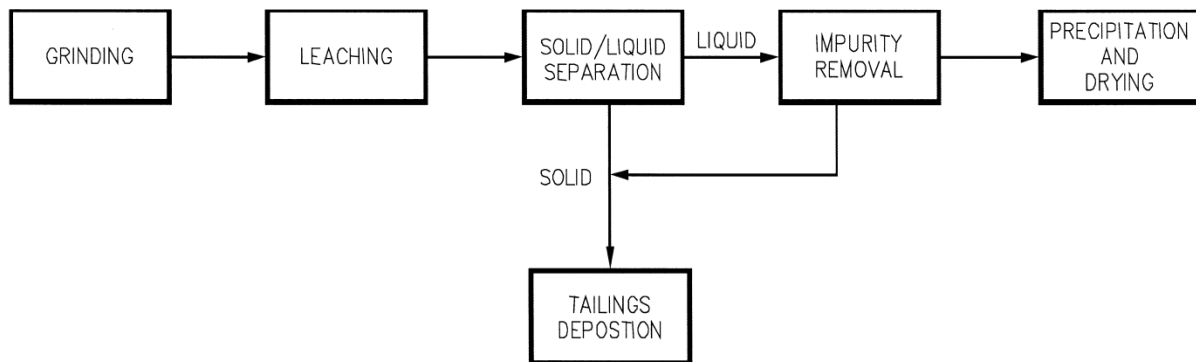 GRINDING
LEACHING
SOLID/LIQUID
SEPARATION
LIQUID
IMPURITY
REMOVAL
PRECIPITATION
AND
DRYING
SOLID
TAILINGS
DEPOSTION